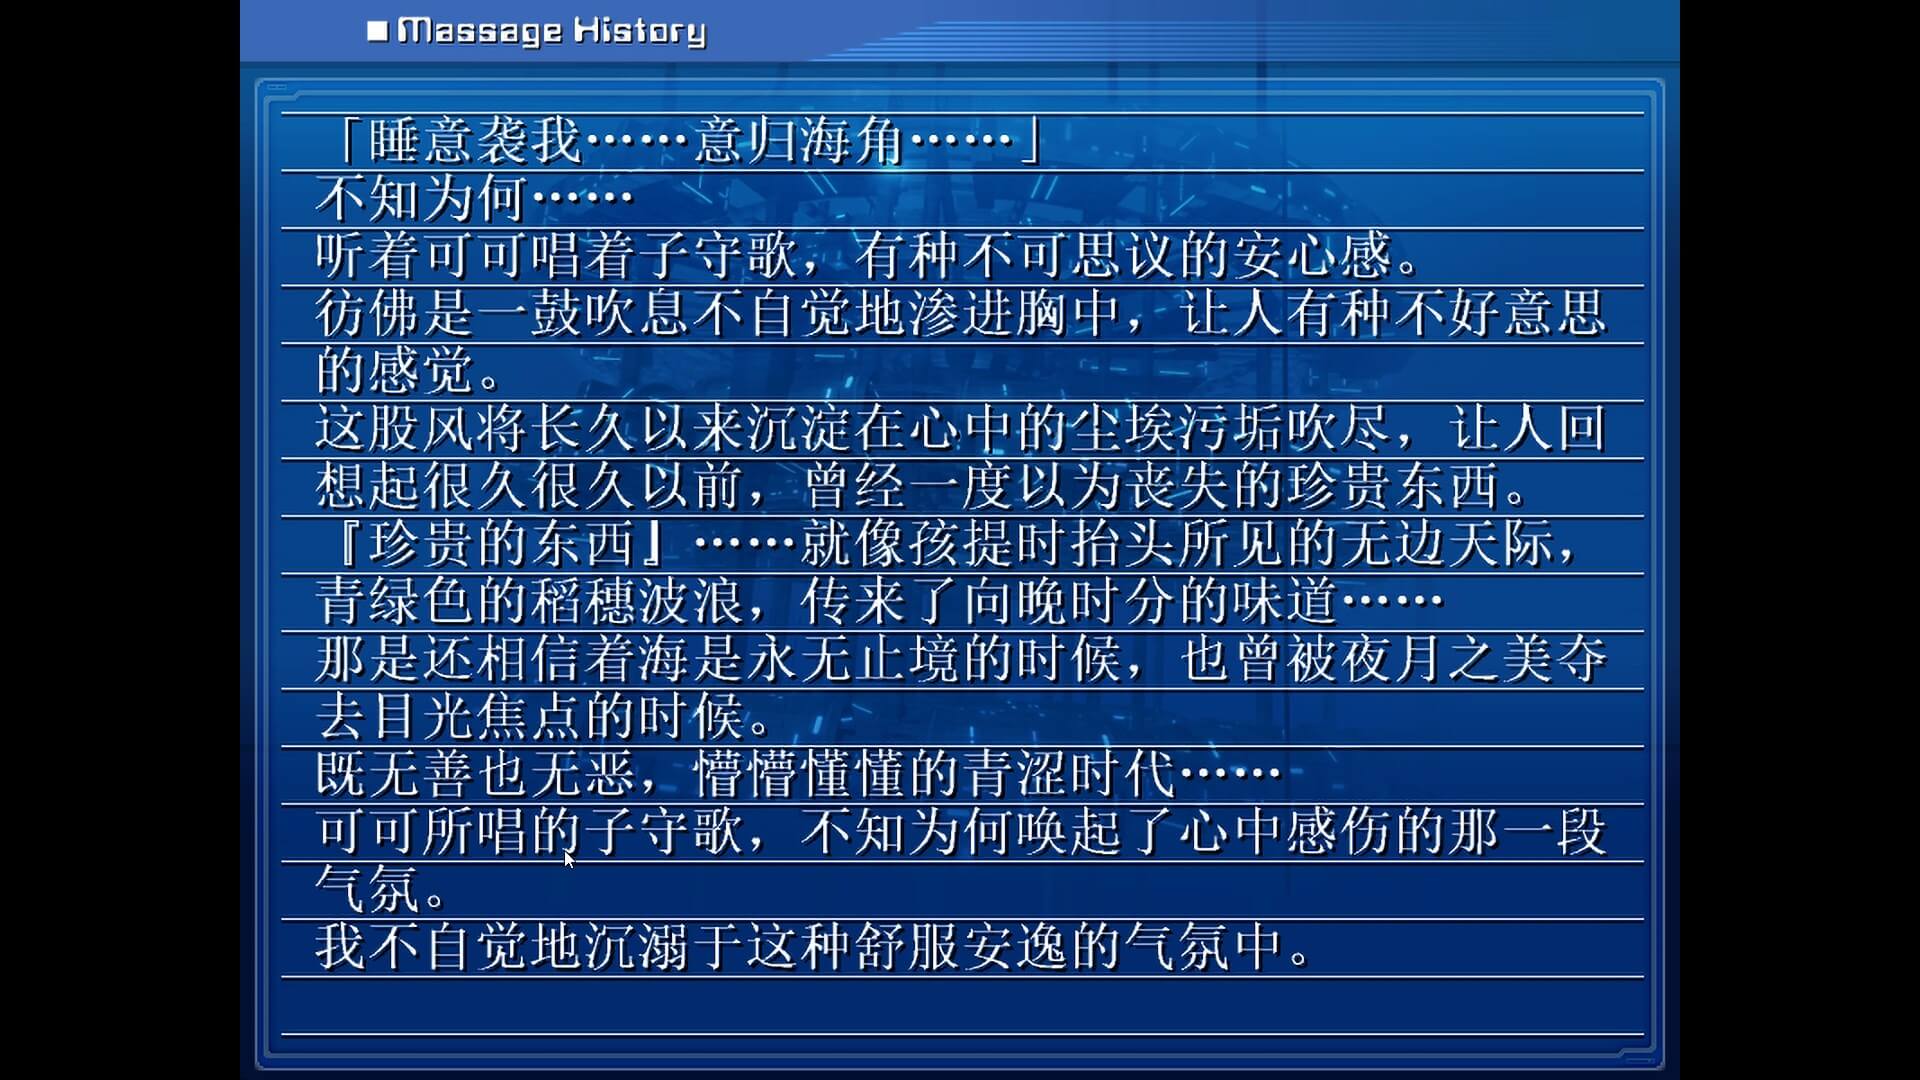 ■Massage History
「睡意袭我……意归海角……」
不知为何……
听着可可唱着子守歌，有种不可思议的安心感。
彷佛是一鼓吹息不自觉地渗进胸中，让人有种不好意思
的感觉。
这股风将长久以来沉淀在心中的尘埃污垢吹尽，让人回
想起很久很久以前，曾经一度以为丧失的珍贵东西。
『珍贵的东西』……就像孩提时抬头所见的无边天际，
青绿色的稻穗波浪，传来了向晚时分的味道……
那是还相信着海是永无止境的时候，也曾被夜月之美夺
去目光焦点的时候。
既无善也无恶，懵懵懂懂的青涩时代……
可可所唱的子守歌，不知为何唤起了心中感伤的那一段
气氛。
我不自觉地沉溺于这种舒服安逸的气氛中。